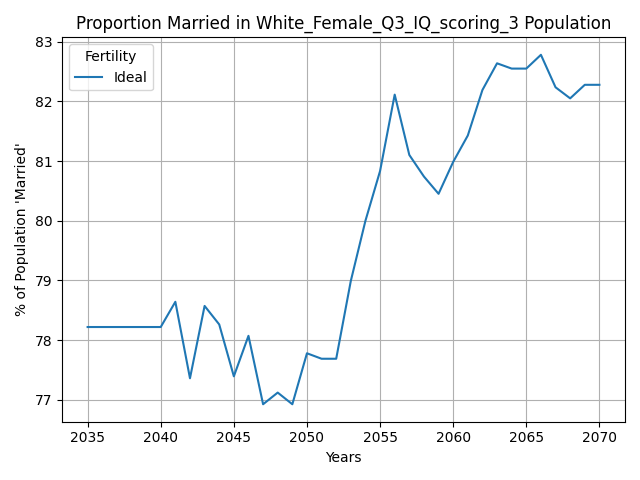 Proportion Married in White_Female_Q3_IQ_scoring_3 Population
Fertility
Ideal
% of Population 'Married'
83
82
81
80
79
78
77
2035 2040 2045 2050 2055 2060 2065 2070
Years